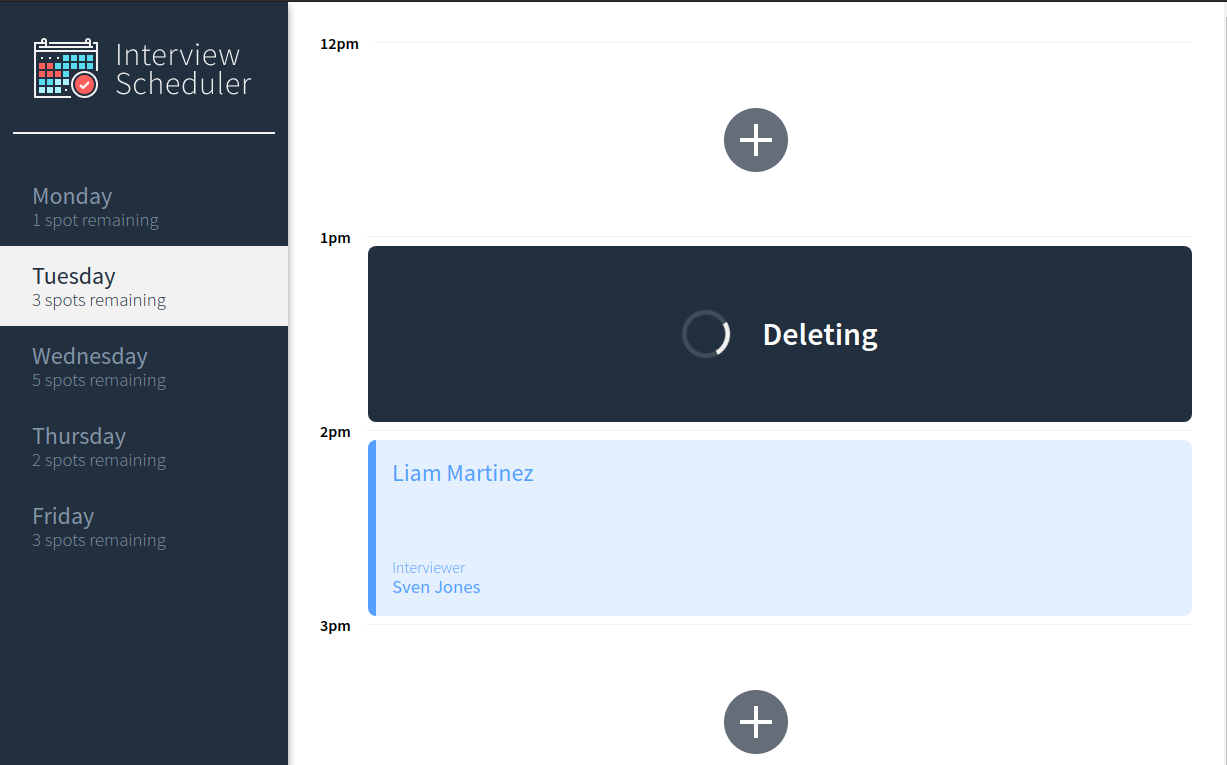 Interview
Scheduler
Monday
1 spot remaining
Tuesday
3 spots remaining
Wednesday
5 spots remaining
Thursday
2 spots remaining
Friday
3 spots remaining
12pm
1pm
Deleting
2pm
Liam Martinez
Interviewer
Sven Jones
3pm